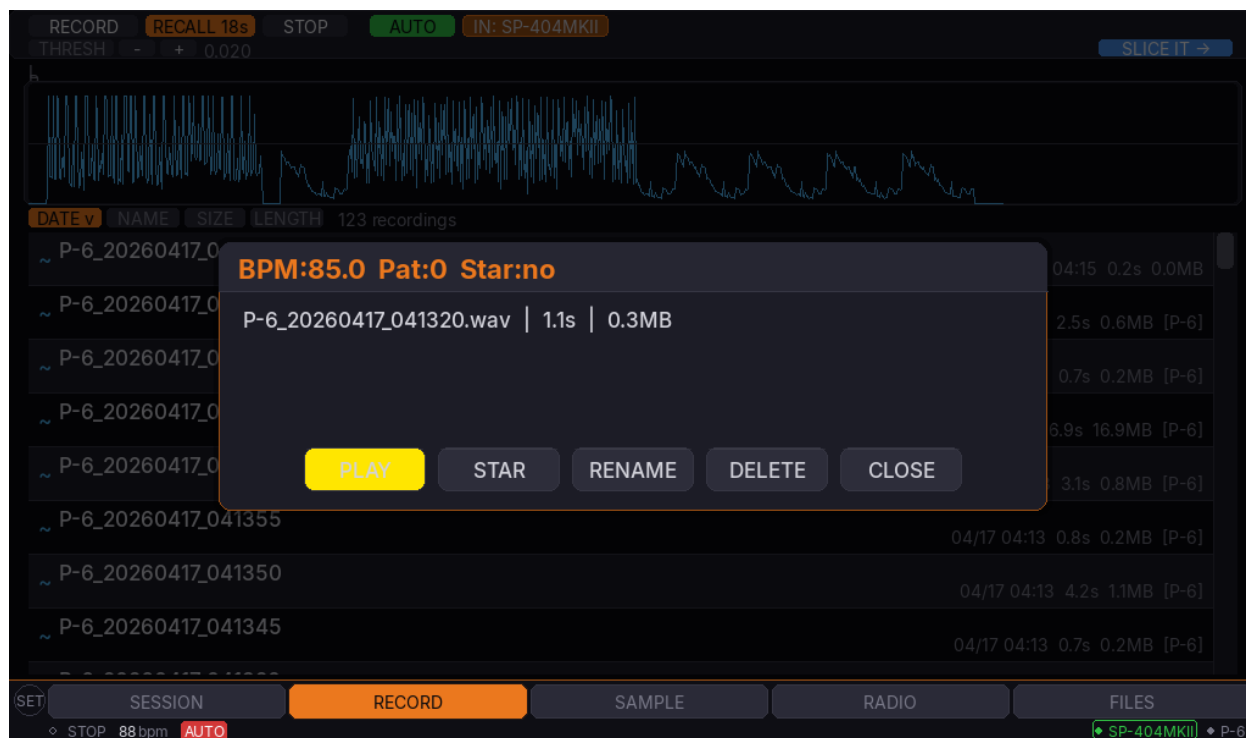 RECORD RECALL 18s STOP AUTO IN: SP-404MKII
THRESH - + 0.020 SLICE IT →
DATE v NAME SIZE LENGTH 123 recordings
~ P-6_20260417_0 04:15 0.2s 0.0MB
BPM:85.0 Pat:0 Star:no
~ P-6_20260417_0 2.5s 0.6MB [P-6]
P-6_20260417_041320.wav | 1.1s | 0.3MB
~ P-6_20260417_0 0.7s 0.2MB [P-6]
~ P-6_20260417_0 6.9s 16.9MB [P-6]
~ P-6_20260417_0 3.1s 0.8MB [P-6]
PLAY STAR RENAME DELETE CLOSE
~ P-6_20260417_041355 04/17 04:13 0.8s 0.2MB [P-6]
~ P-6_20260417_041350 04/17 04:13 4.2s 1.1MB [P-6]
~ P-6_20260417_041345 04/17 04:13 0.7s 0.2MB [P-6]
SET SESSION RECORD SAMPLE RADIO FILES
STOP 88 bpm AUTO SP-404MKII P-6